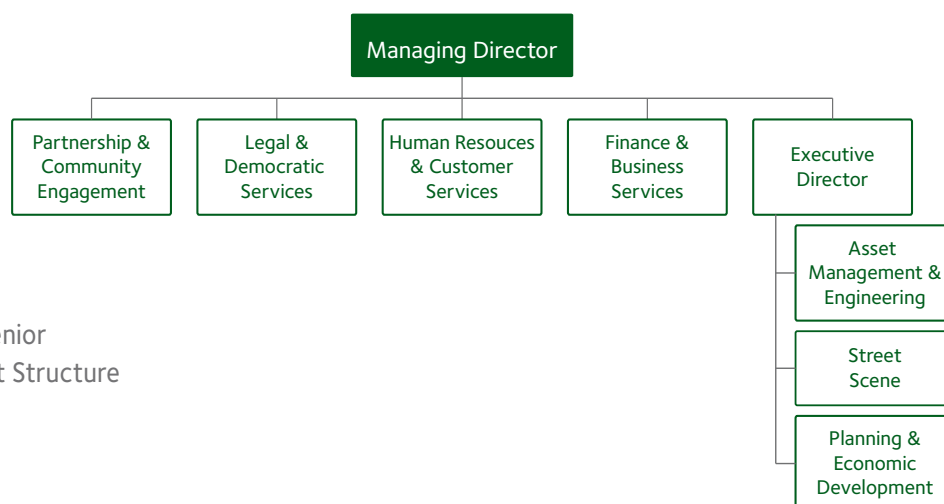 Managing Director
Partnership &
Community
Engagement
Legal &
Democratic
Services
Human Resouces
& Customer
Services
Finance &
Business
Services
Executive
Director
Asset
Management &
Engineering
Street
Scene
Planning &
Economic
Development
Structure